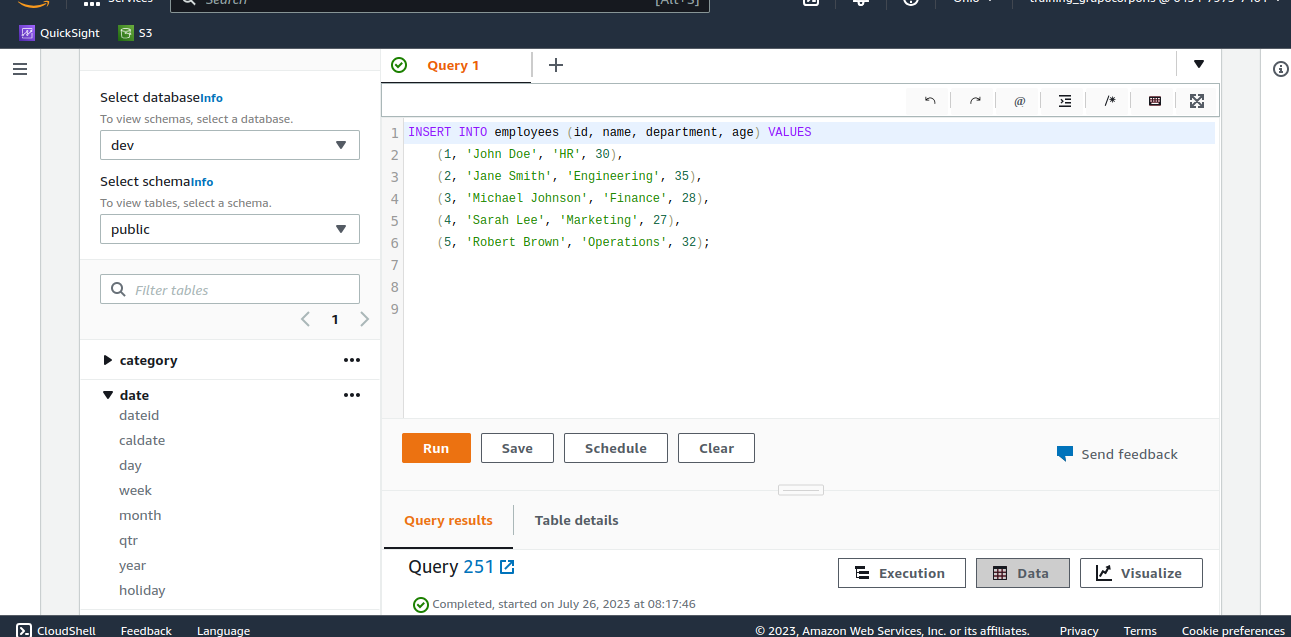 Services
Search
[Alt+S]
Ohio
QuickSight
S3
Select database Info
To view schemas, select a database.
dev
Select schema Info
To view tables, select a schema.
public
Filter tables
1
category
date
dateid
caldate
day
week
month
qtr
year
holiday
Query 1
@
/*
1 INSERT INTO employees (id, name, department, age) VALUES
2 (1, 'John Doe', 'HR', 30),
3 (2, 'Jane Smith', 'Engineering', 35),
4 (3, 'Michael Johnson', 'Finance', 28),
5 (4, 'Sarah Lee', 'Marketing', 27),
6 (5, 'Robert Brown', 'Operations', 32);
7
8
9
Run
Save
Schedule
Clear
Send feedback
Query results
Table details
Query 251
Execution
Data
Visualize
Completed, started on July 26, 2023 at 08:17:46
CloudShell
Feedback
Language
© 2023, Amazon Web Services, Inc. or its affiliates.
Privacy
Terms
Cookie preferences